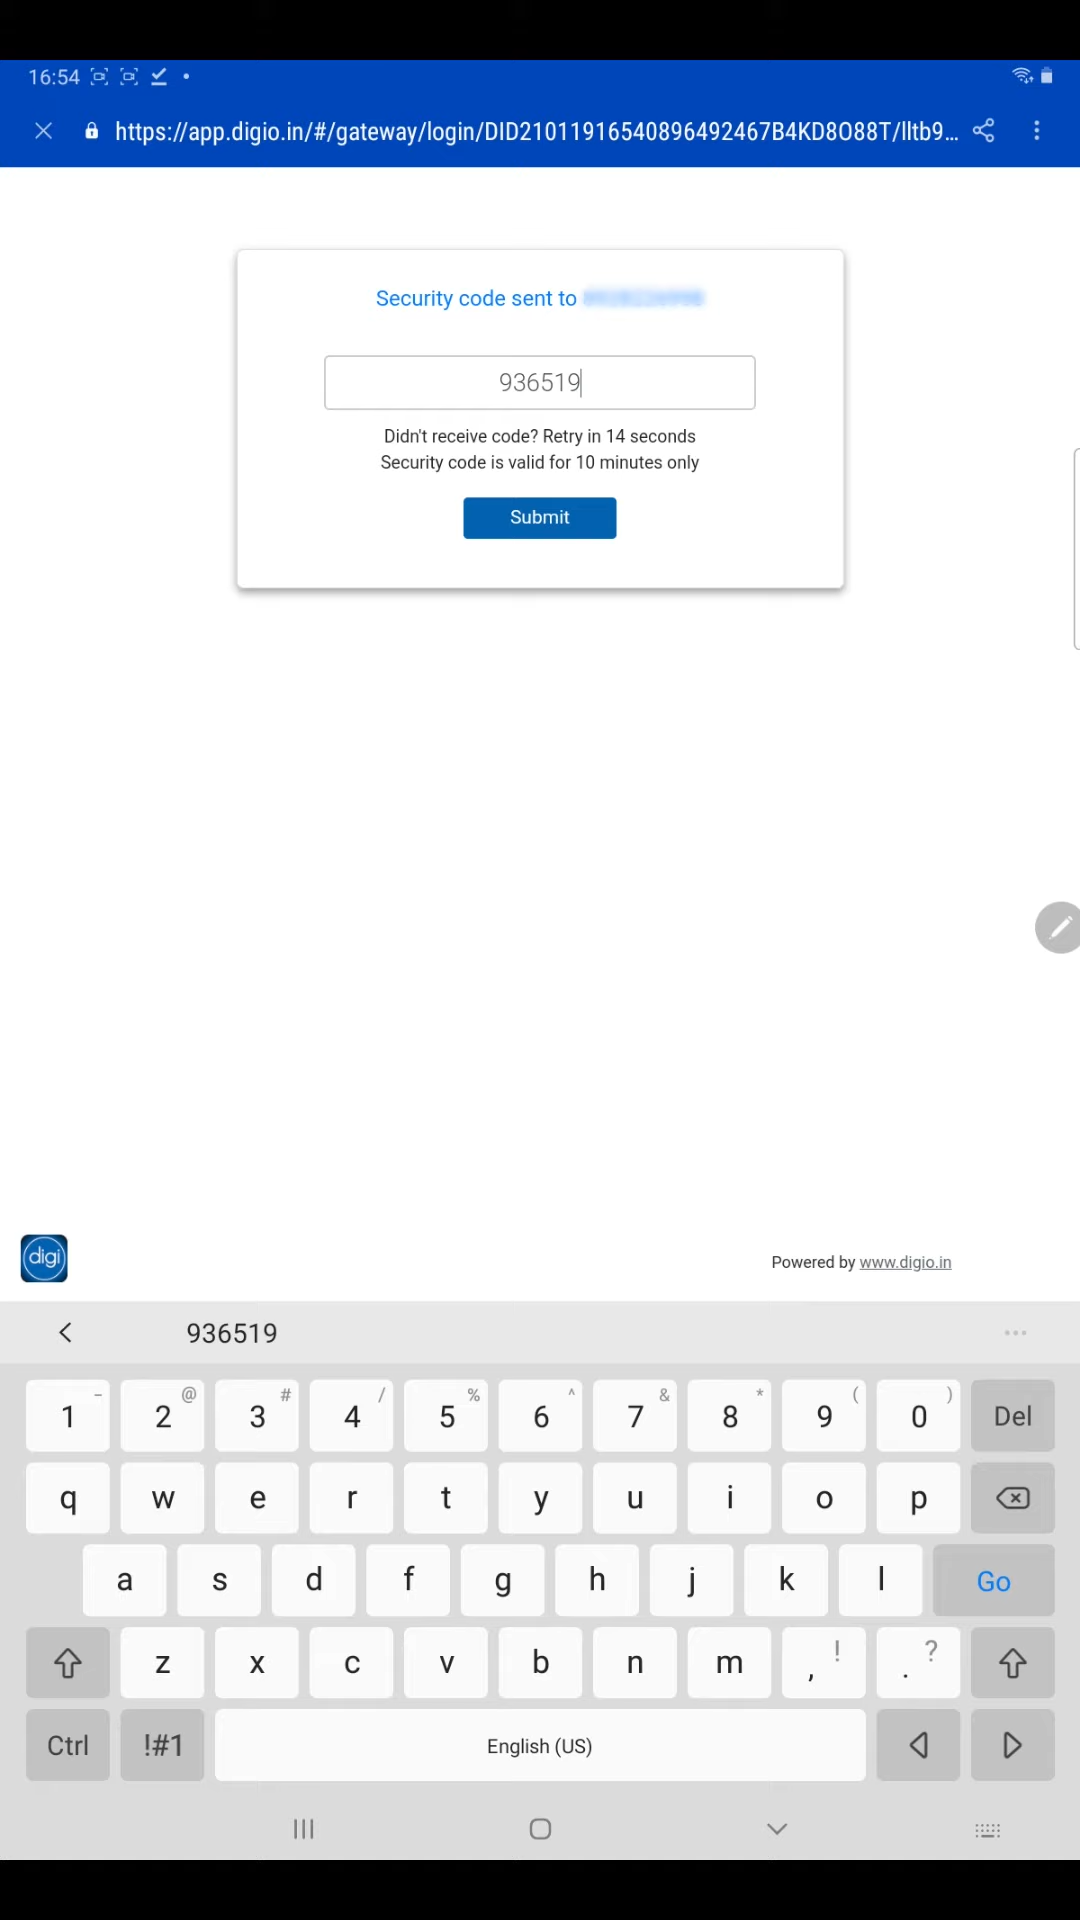 16:54
https://app.digio.in/#/gateway/login/DID21011916540896492467B4KD8O88T/lltb9...
Security code sent to
936519
Didn't receive code? Retry in 14 seconds
Security code is valid for 10 minutes only
Submit
digi
Powered by www.digio.in
936519
1 - 2 @ 3 # 4 / 5 % 6 ^ 7 & 8 * 9 ( 0 ) Del
q w e r t y u i o p
a s d f g h j k l Go
z x c v b n m , ! . ?
Ctrl !#1 English (US)